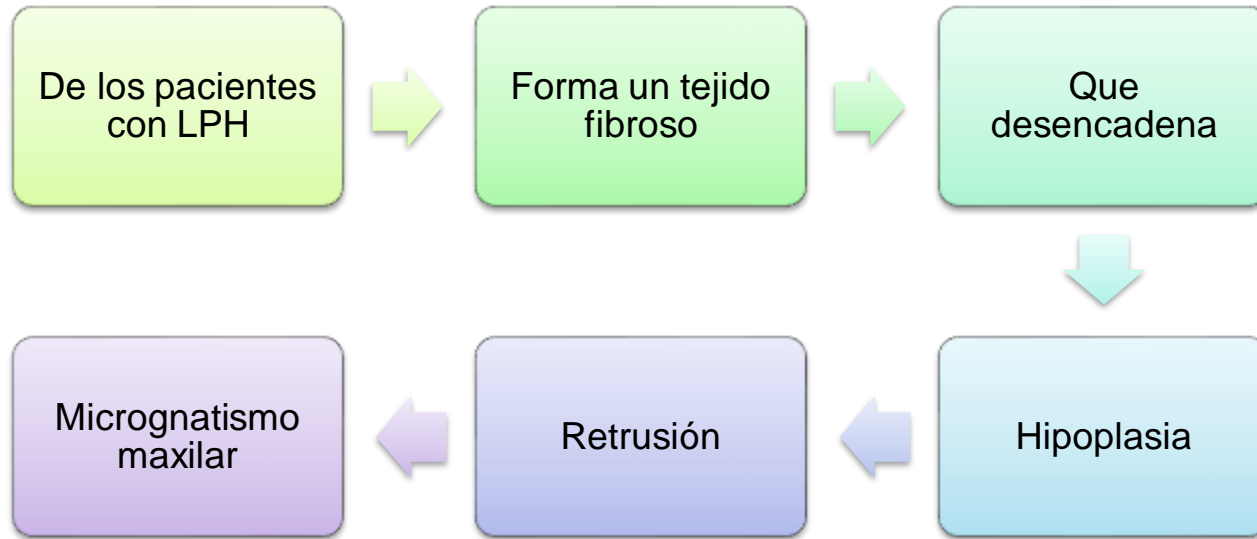 De los pacientes
con LPH
Forma un tejido
fibroso
Que
desencadena
Hipoplasia
Retrusión
Micrognatismo
maxilar